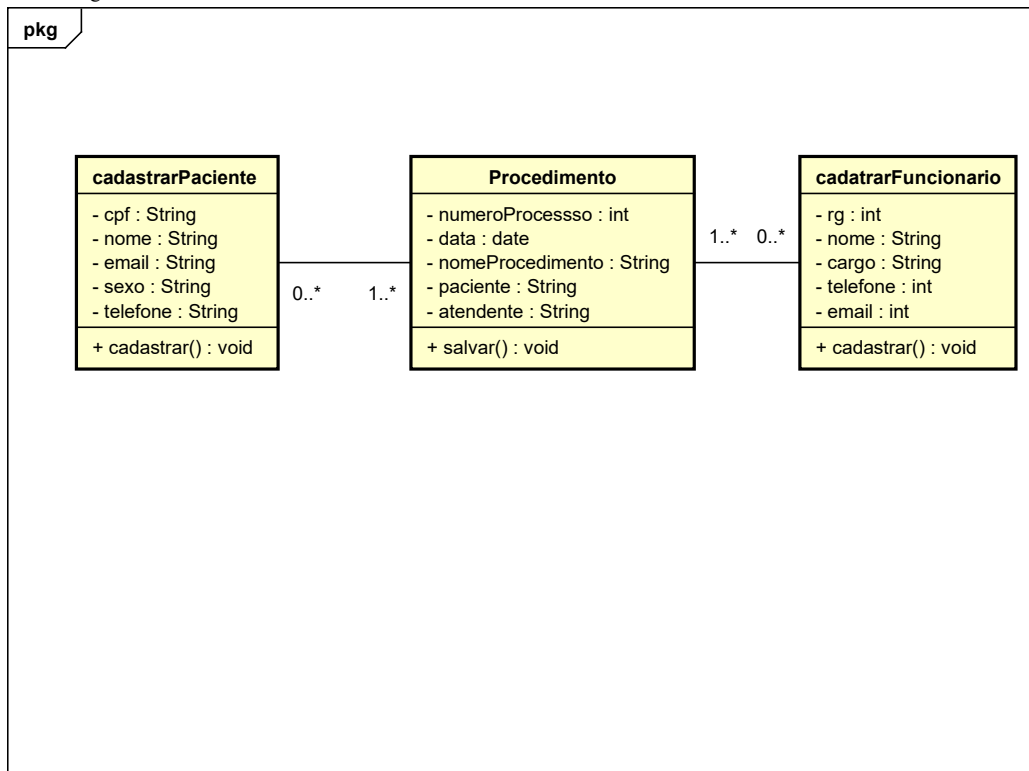 pkg
cadastrarPaciente
- cpf : String
- nome : String
- email : String
- sexo : String
- telefone : String
+ cadastrar() : void
0..*
1..*
Procedimento
- numeroProcessso : int
- data : date
- nomeProcedimento : String
- paciente : String
- atendente : String
+ salvar() : void
1..*
0..*
cadatrarFuncionario
- rg : int
- nome : String
- cargo : String
- telefone : int
- email : int
+ cadastrar() : void